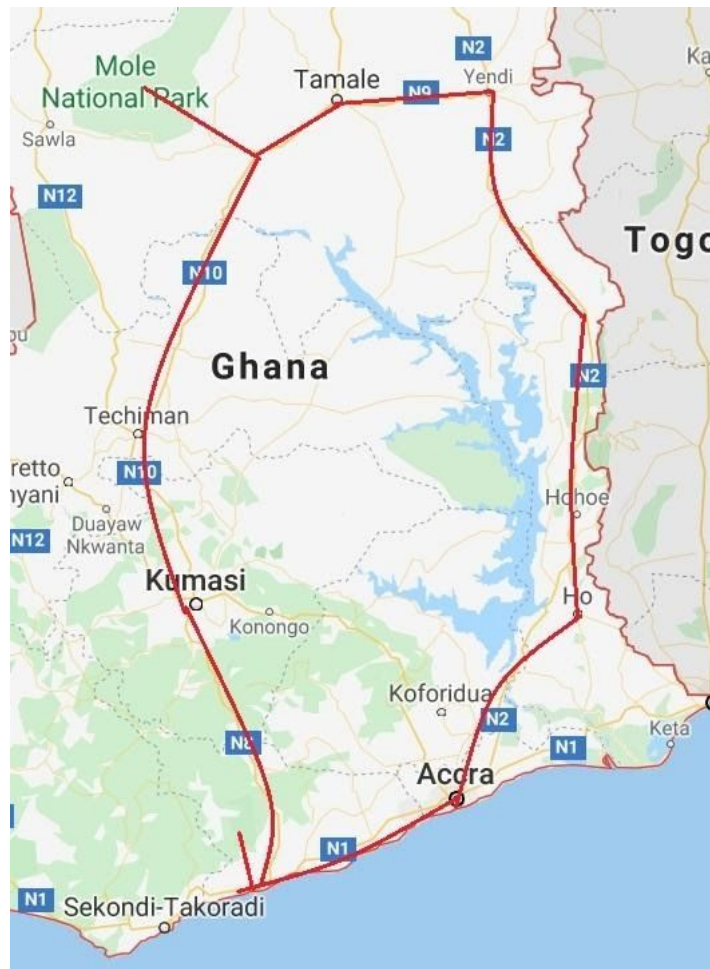 N2
Mole
National Park
Tamale
Yendi
Ka
N9
Sawla
N2
N12
Togo
N10
Ghana
N2
Techiman
N10
retto
nyani
Duayaw
Nkwanta
Hohoe
N12
Kumasi
Ho
Konongo
Koforidua
N2
Keta
N8
N1
Accra
N1
N1
Sekondi-Takoradi